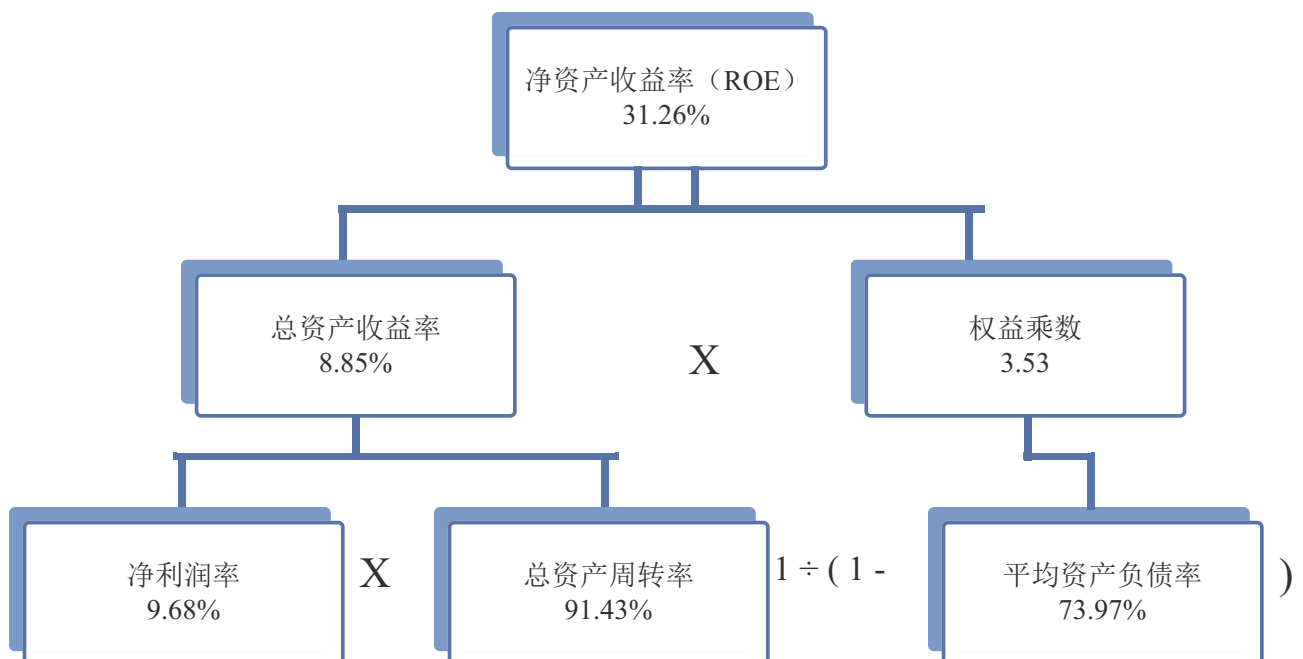 净资产收益率（ROE）
31.26%
总资产收益率
8.85%
X
权益乘数
3.53
净利润率
9.68%
X
总资产周转率
91.43%
1 ÷ ( 1 -
平均资产负债率
73.97%
)